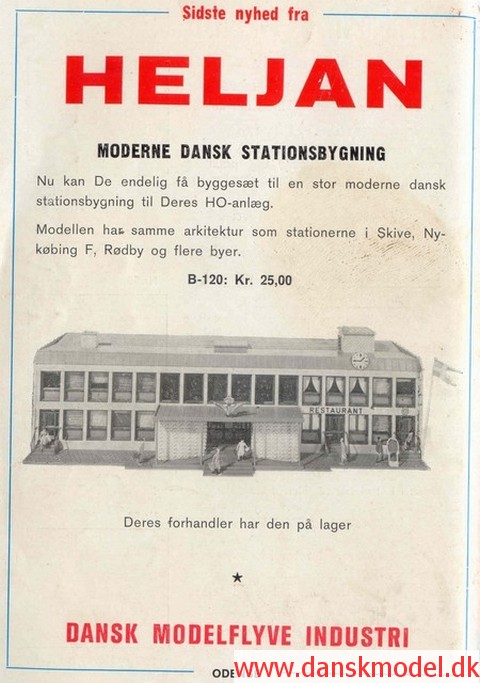 Sidste nyhed fra
HELJAN
MODERNE DANSK STATIONSBYGNING
Nu kan De endelig få byggesæt til en stor moderne dansk
stationsbygning til Deres HO-anlæg.
Modellen har samme arkitektur som stationerne i Skive, Ny-
købing F, Rødby og flere byer.
B-120: Kr. 25,00
RESTAURANT
Deres forhandler har den på lager
DANSK MODELFLYVE INDUSTRI
www.danskmodel.dk